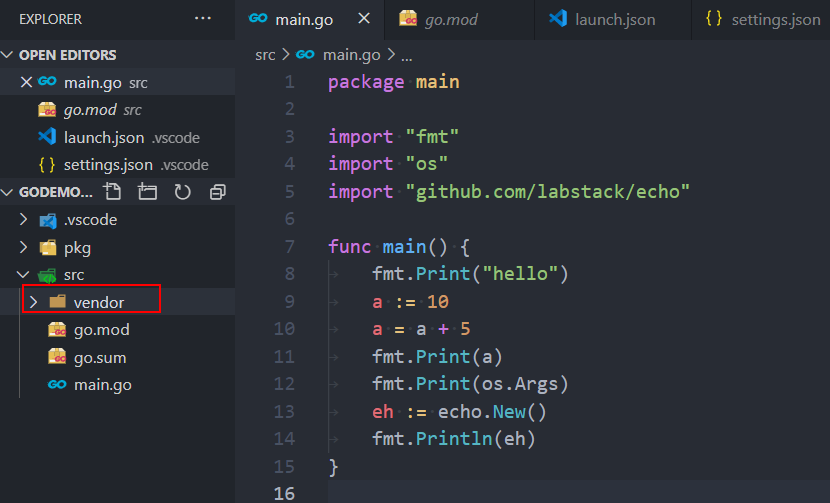 EXPLORER ...
OPEN EDITORS
main.go src
go.mod src
launch.json .vscode
settings.json .vscode
GODEMO...
.vscode
pkg
src
vendor
go.mod
go.sum
main.go
main.go go.mod launch.json settings.json
src > main.go > ...
1 package main
2
3 import "fmt"
4 import "os"
5 import "github.com/labstack/echo"
6
7 func main() {
8 fmt.Print("hello")
9 a := 10
10 a = a + 5
11 fmt.Print(a)
12 fmt.Print(os.Args)
13 eh := echo.New()
14 fmt.Println(eh)
15 }
16